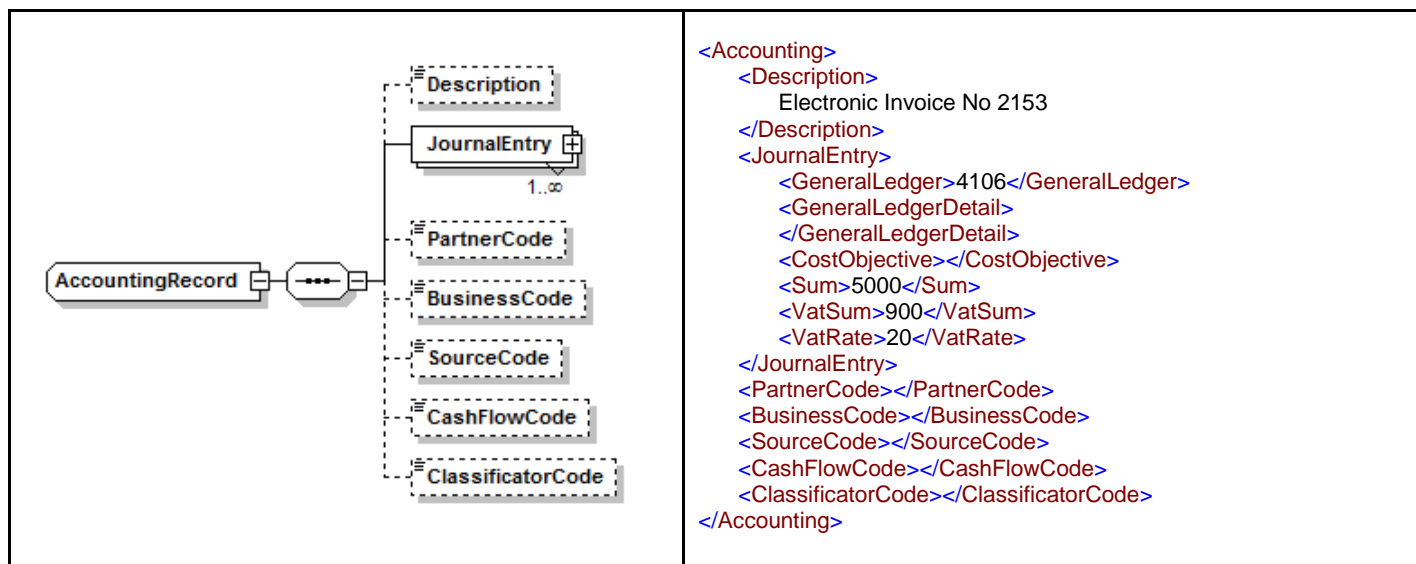 AccountingRecord
Description
JournalEntry
1..∞
PartnerCode
BusinessCode
SourceCode
CashFlowCode
ClassificatorCode
<Accounting>
<Description>
Electronic Invoice No 2153
</Description>
<JournalEntry>
<GeneralLedger>4106</GeneralLedger>
<GeneralLedgerDetail>
</GeneralLedgerDetail>
<CostObjective></CostObjective>
<Sum>5000</Sum>
<VatSum>900</VatSum>
<VatRate>20</VatRate>
</JournalEntry>
<PartnerCode></PartnerCode>
<BusinessCode></BusinessCode>
<SourceCode></SourceCode>
<CashFlowCode></CashFlowCode>
<ClassificatorCode></ClassificatorCode>
</Accounting>